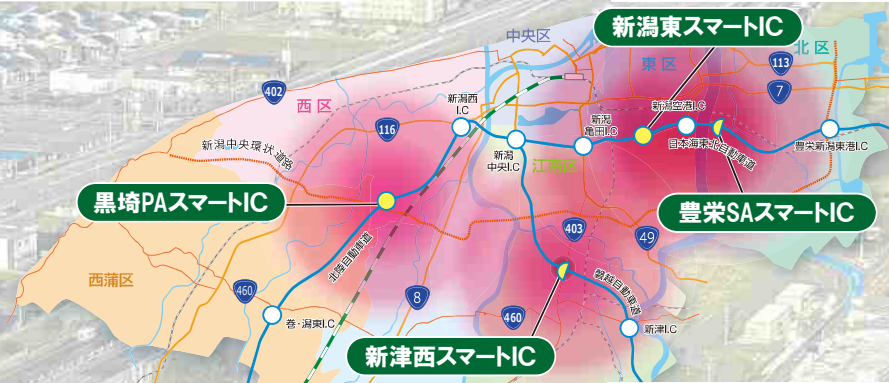 新潟東スマートIC
中央区
北区
東区
113
7
402
西区
新潟西
I.C
新潟空港I.C
116
新潟
亀田I.C
新潟中央環状道路
新潟
中央I.C
日本海東北自動車道
豊栄新潟東港I.C
江南区
黒埼PAスマートIC
豊栄SAスマートIC
403
49
北陸自動車道
西蒲区
磐越自動車道
460
8
460
巻・潟東I.C
新津I.C
新津西スマートIC